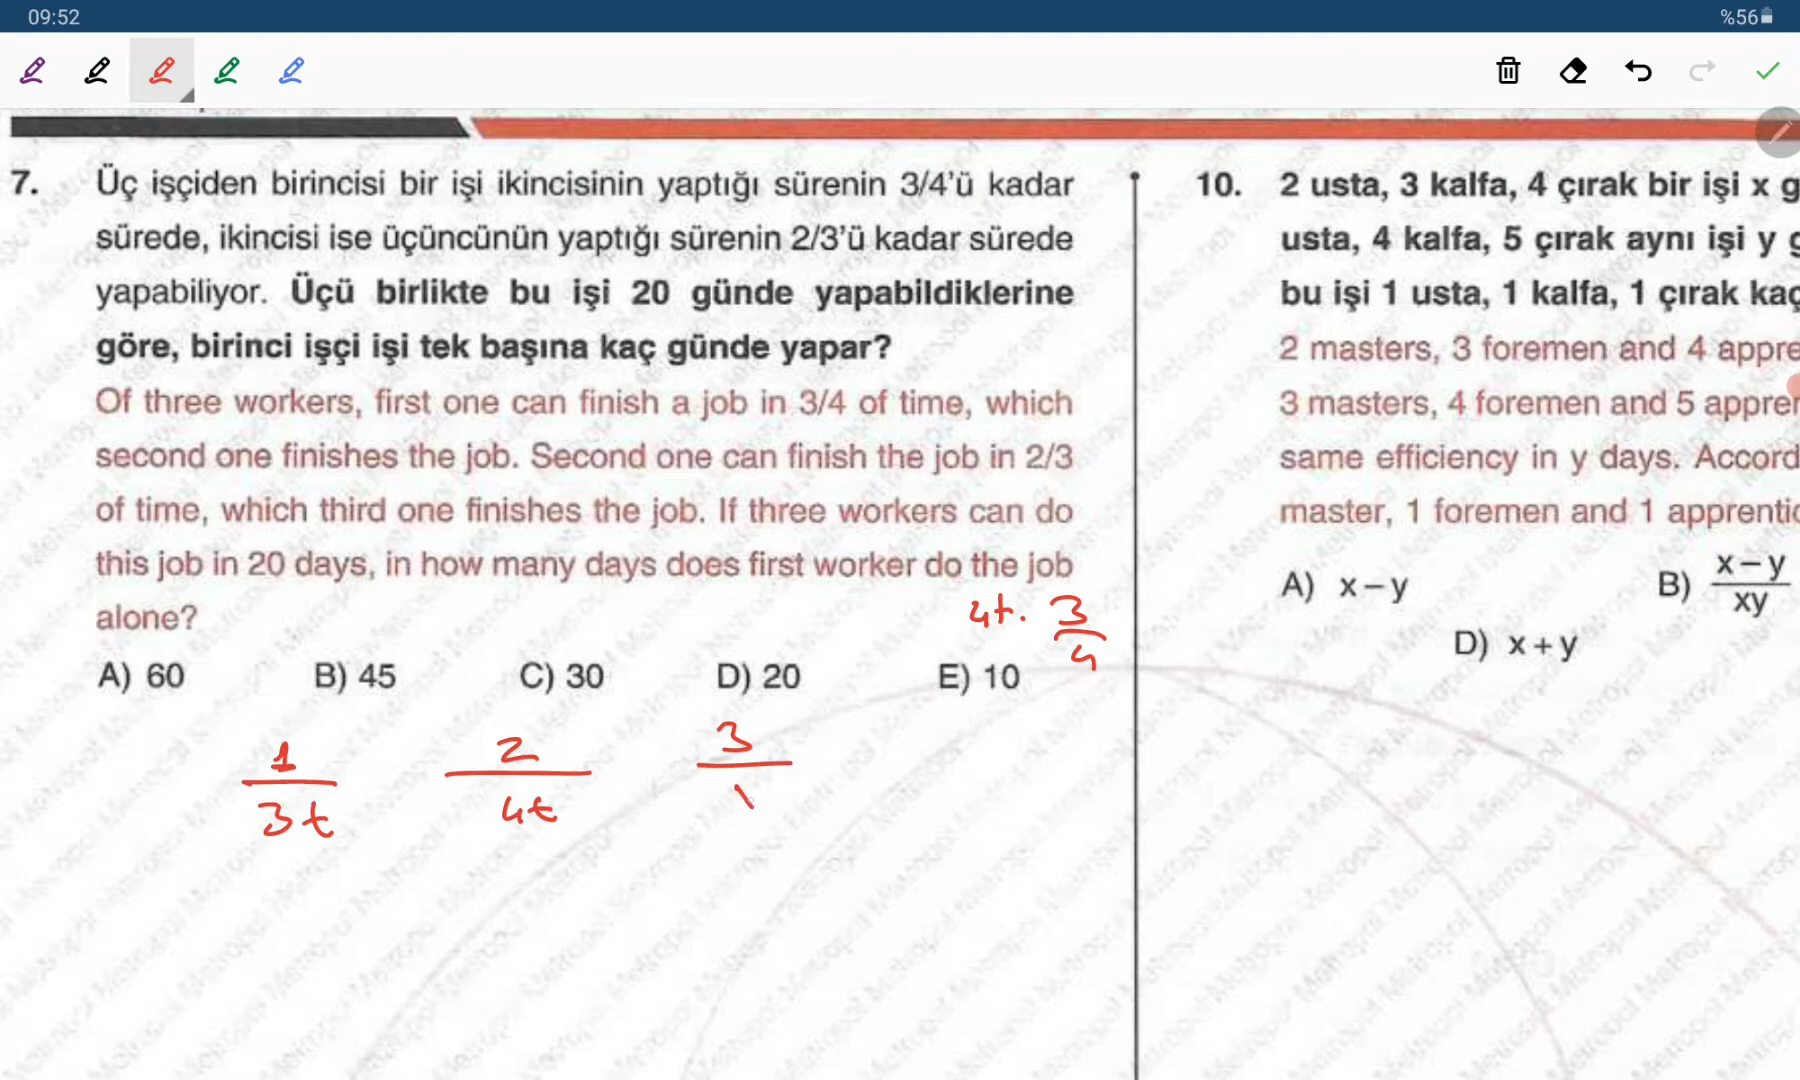 09:52
%56
7. Üç işçiden birincisi bir işi ikincisinin yaptığı sürenin 3/4'ü kadar
sürede, ikincisi ise üçüncünün yaptığı sürenin 2/3'ü kadar sürede
yapabiliyor. Üçü birlikte bu işi 20 günde yapabildiklerine
göre, birinci işçi işi tek başına kaç günde yapar?
Of three workers, first one can finish a job in 3/4 of time, which
second one finishes the job. Second one can finish the job in 2/3
of time, which third one finishes the job. If three workers can do
this job in 20 days, in how many days does first worker do the job
alone?
4t. 3/4
A) 60 B) 45 C) 30 D) 20 E) 10
1 2 3
3t 4t
10. 2 usta, 3 kalfa, 4 çırak bir işi x g
usta, 4 kalfa, 5 çırak aynı işi y g
bu işi 1 usta, 1 kalfa, 1 çırak kaç
2 masters, 3 foremen and 4 appre
3 masters, 4 foremen and 5 appren
same efficiency in y days. Accord
master, 1 foremen and 1 apprentic
A) x – y B) x – y
xy
D) x + y